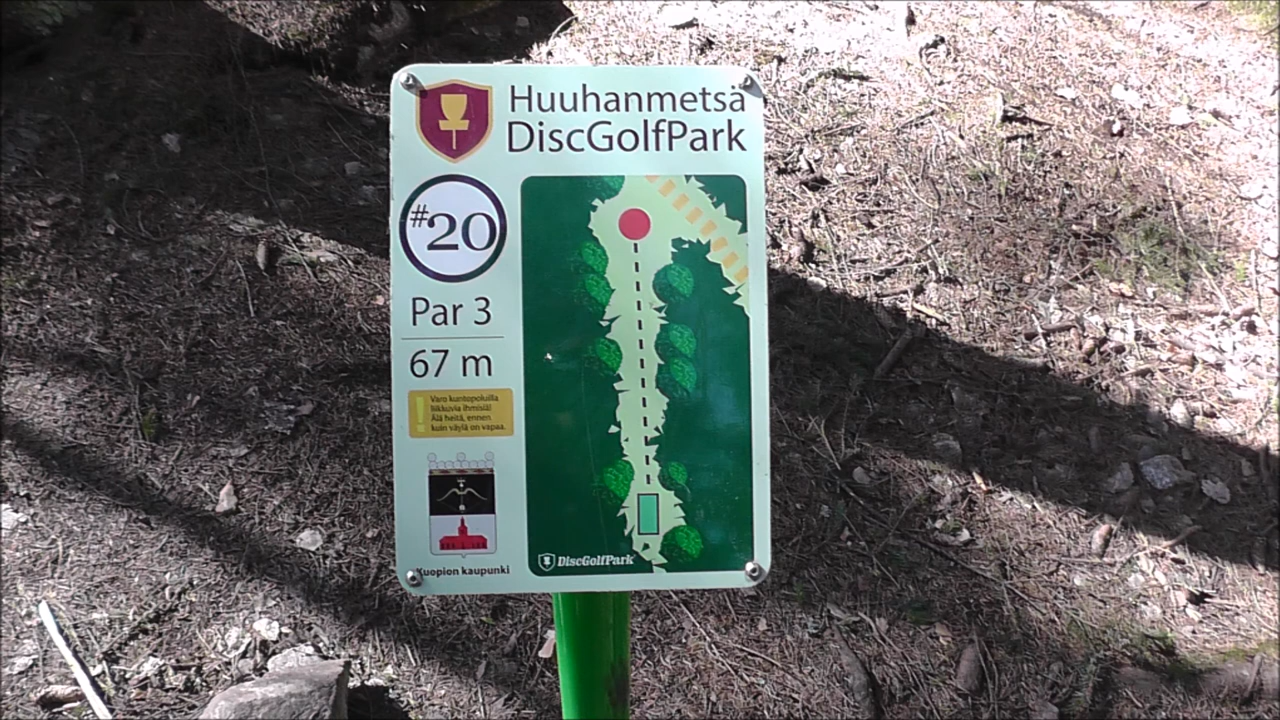 Huuhanmetsä
DiscGolfPark
#20
Par 3
67 m
! Varo kuntopoluilla
liikkuvia ihmisiä!
Älä heitä, ennen
kuin väylä on vapaa.
Kuopion kaupunki
DiscGolfPark